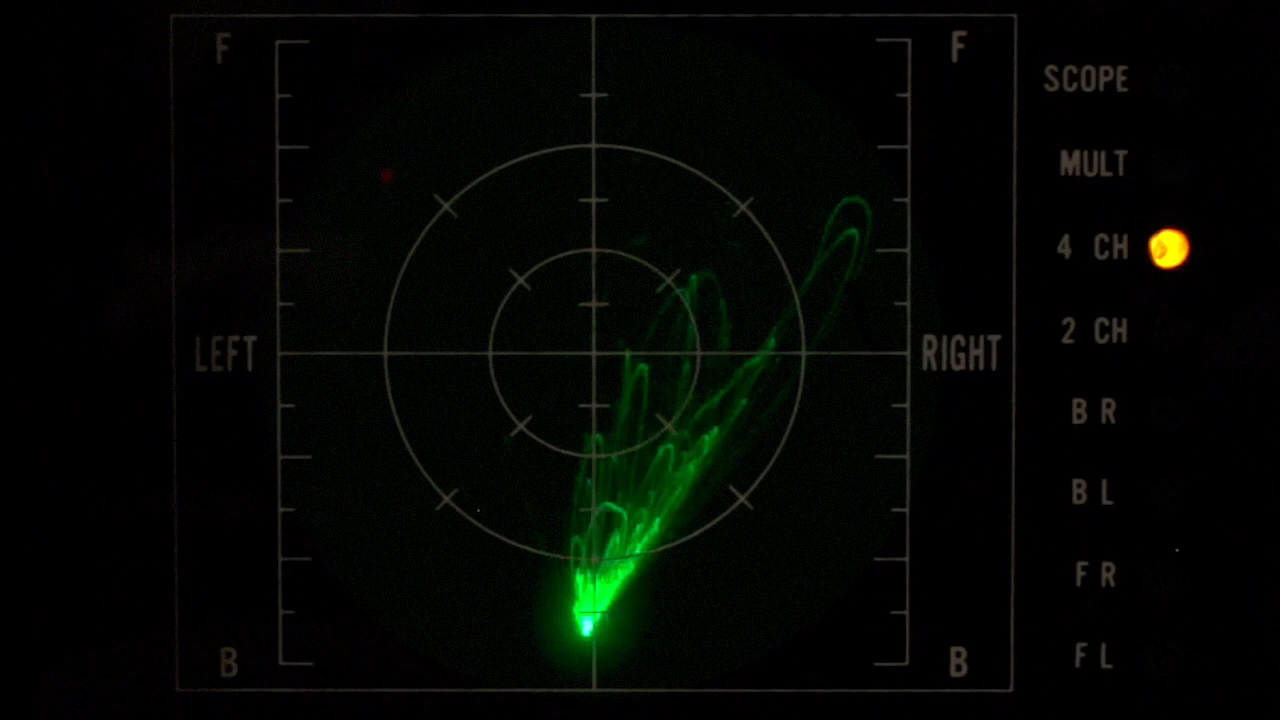 F F
SCOPE
MULT
4 CH
LEFT RIGHT
2 CH
B R
B L
F R
B B
F L